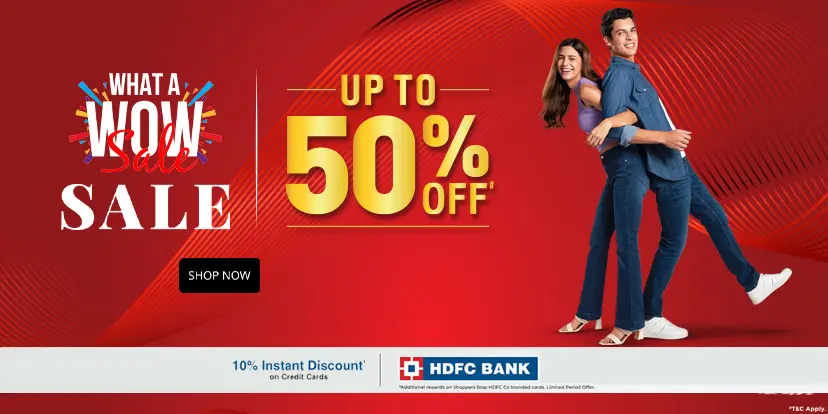 WHAT A
WOW
Sale
SALE
UP TO
50%
OFF#
SHOP NOW
10% Instant Discount*
on Credit Cards
HDFC BANK
*Additional rewards on Shoppers Stop HDFC Co branded cards. Limited Period Offer.
*T&C Apply.